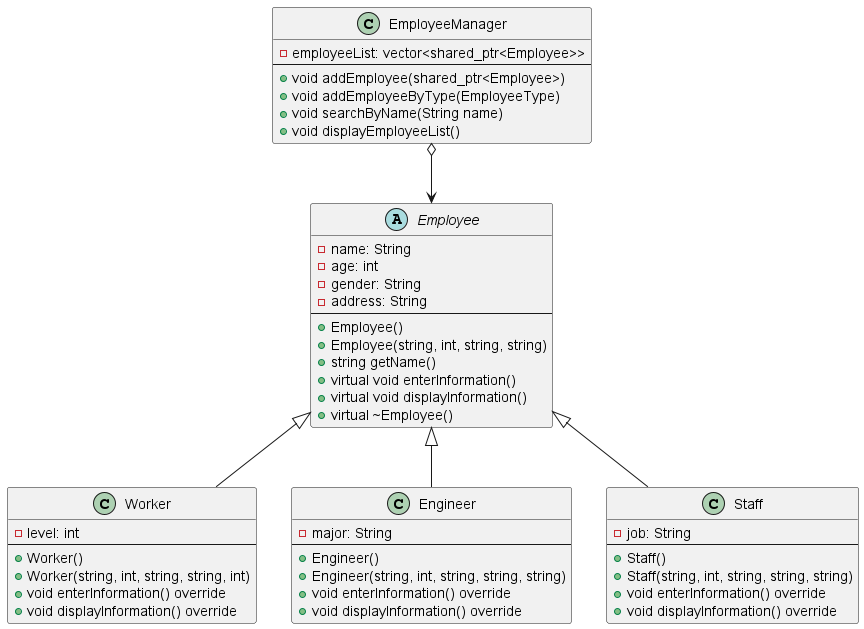 C EmployeeManager
employeeList: vector<shared_ptr<Employee>>
void addEmployee(shared_ptr<Employee>)
void addEmployeeByType(EmployeeType)
void searchByName(String name)
void displayEmployeeList()
A Employee
name: String
age: int
gender: String
address: String
Employee()
Employee(string, int, string, string)
string getName()
virtual void enterInformation()
virtual void displayInformation()
virtual ~Employee()
C Worker
level: int
Worker()
Worker(string, int, string, string, int)
void enterInformation() override
void displayInformation() override
C Engineer
major: String
Engineer()
Engineer(string, int, string, string, string)
void enterInformation() override
void displayInformation() override
C Staff
job: String
Staff()
Staff(string, int, string, string, string)
void enterInformation() override
void displayInformation() override